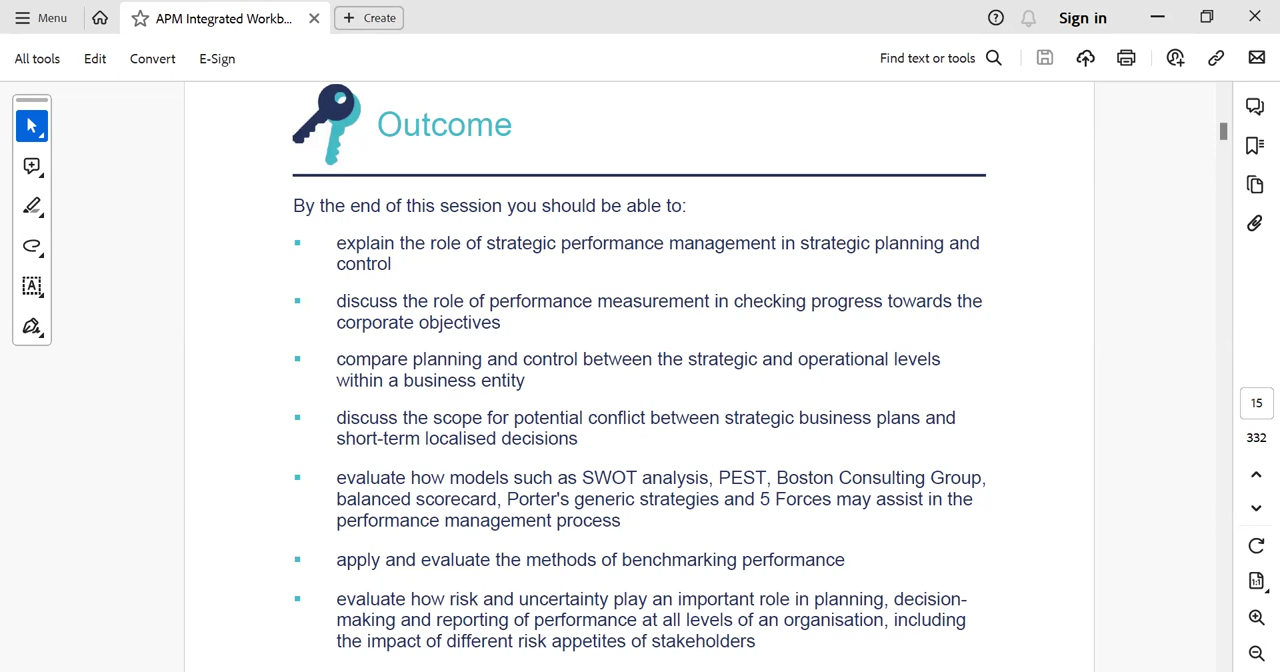 Menu
APM Integrated Workb...
Create
Sign in
All tools
Edit
Convert
E-Sign
Find text or tools
Outcome
By the end of this session you should be able to:
explain the role of strategic performance management in strategic planning and
control
discuss the role of performance measurement in checking progress towards the
corporate objectives
compare planning and control between the strategic and operational levels
within a business entity
discuss the scope for potential conflict between strategic business plans and
short-term localised decisions
evaluate how models such as SWOT analysis, PEST, Boston Consulting Group,
balanced scorecard, Porter's generic strategies and 5 Forces may assist in the
performance management process
apply and evaluate the methods of benchmarking performance
evaluate how risk and uncertainty play an important role in planning, decision-
making and reporting of performance at all levels of an organisation, including
the impact of different risk appetites of stakeholders
15
332